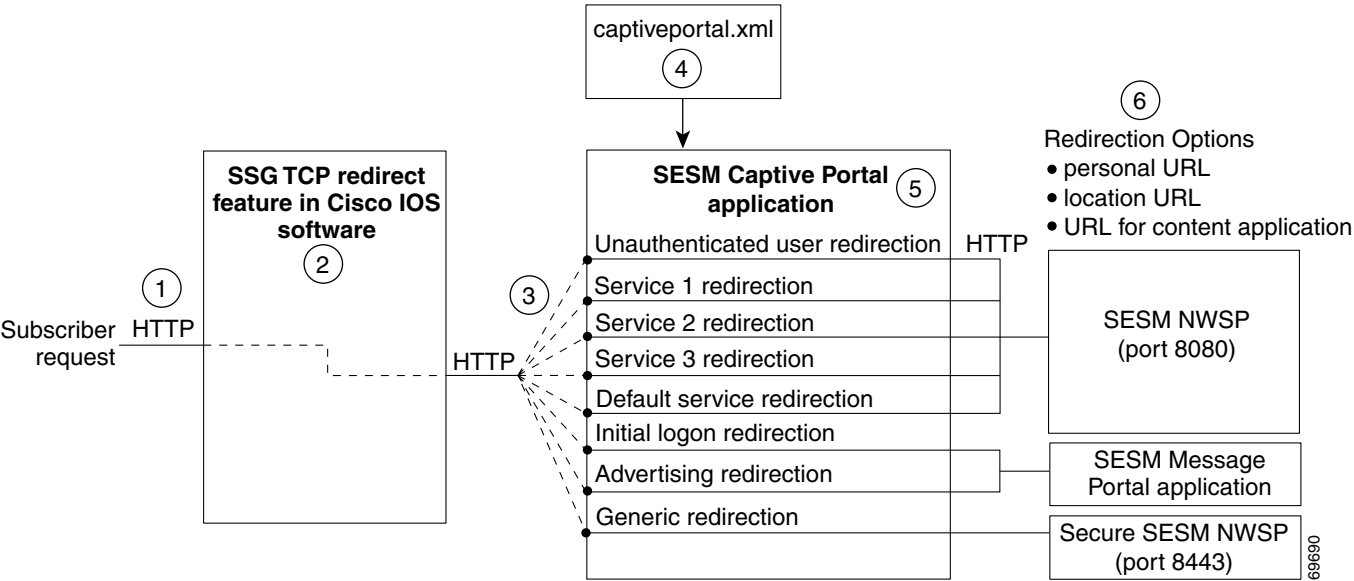 captiveportal.xml
4
6
Redirection Options
• personal URL
• location URL
• URL for content application
SSG TCP redirect
feature in Cisco IOS
software
2
SESM Captive Portal
application
5
1
Subscriber
request
HTTP
HTTP
3
Unauthenticated user redirection
Service 1 redirection
Service 2 redirection
Service 3 redirection
Default service redirection
Initial logon redirection
Advertising redirection
Generic redirection
HTTP
SESM NWSP
(port 8080)
SESM Message
Portal application
Secure SESM NWSP
(port 8443)
69690